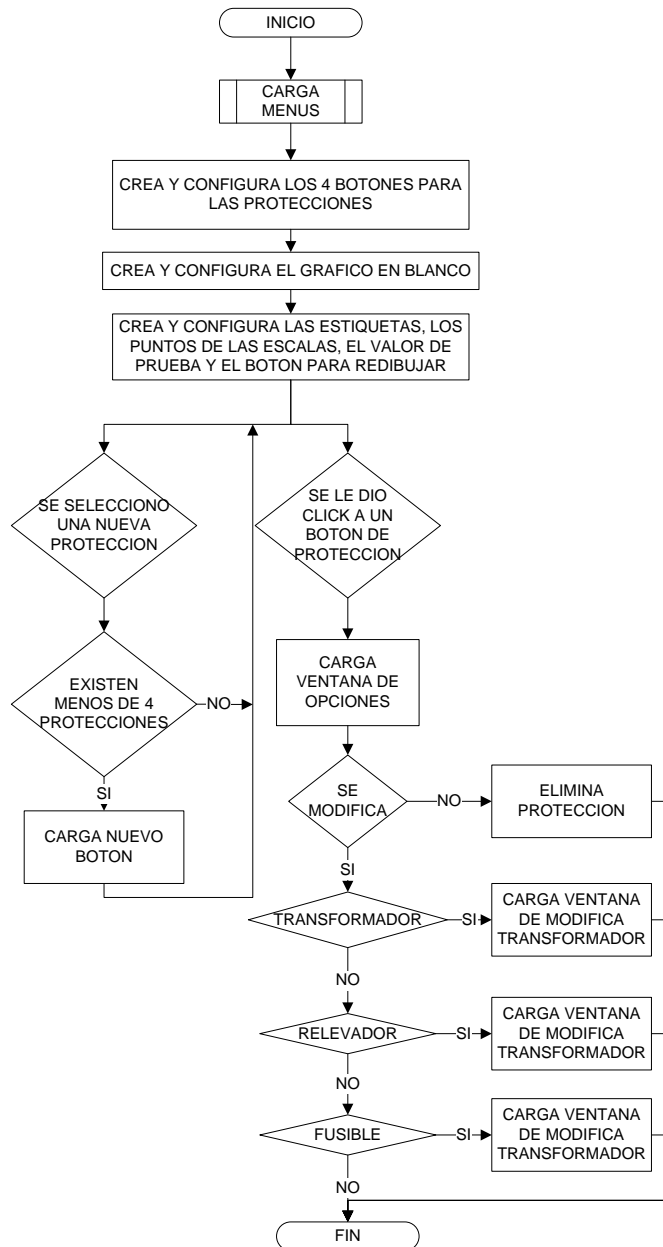 INICIO
CARGA
MENUS
CREA Y CONFIGURA LOS 4 BOTONES PARA
LAS PROTECCIONES
CREA Y CONFIGURA EL GRAFICO EN BLANCO
CREA Y CONFIGURA LAS ESTIQUETAS, LOS
PUNTOS DE LAS ESCALAS, EL VALOR DE
PRUEBA Y EL BOTON PARA REDIBUJAR
SE SELECCIONO
UNA NUEVA
PROTECCION
EXISTEN
MENOS DE 4
PROTECCIONES
NO
SI
CARGA NUEVO
BOTON
SE LE DIO
CLICK A UN
BOTON DE
PROTECCION
CARGA
VENTANA DE
OPCIONES
SE
MODIFICA
NO
ELIMINA
PROTECCION
SI
TRANSFORMADOR
SI
CARGA VENTANA
DE MODIFICA
TRANSFORMADOR
NO
RELEVADOR
SI
CARGA VENTANA
DE MODIFICA
TRANSFORMADOR
NO
FUSIBLE
SI
CARGA VENTANA
DE MODIFICA
TRANSFORMADOR
NO
FIN